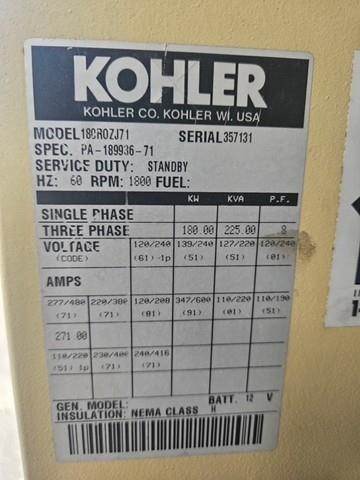 KOHLER
KOHLER CO. KOHLER WI. USA
MODEL 180ROZJ71 SERIAL 357131
SPEC. PA-189936-71
SERVICE DUTY: STANDBY
HZ: 60 RPM: 1800 FUEL:
KW KVA P.F.
SINGLE PHASE
THREE PHASE 180.00 225.00 .8
VOLTAGE 120/240 139/240 127/220 120/240
(CODE) (61)-1p (51) (51) (01)
AMPS
277/480 220/380 120/208 347/600 110/220 110/190
(71) (71) (81) (91) (01) (51)
271.00
110/220 230/400 240/416
(51) 1p (71) (71)
GEN. MODEL: BATT. 12 V
INSULATION: NEMA CLASS H